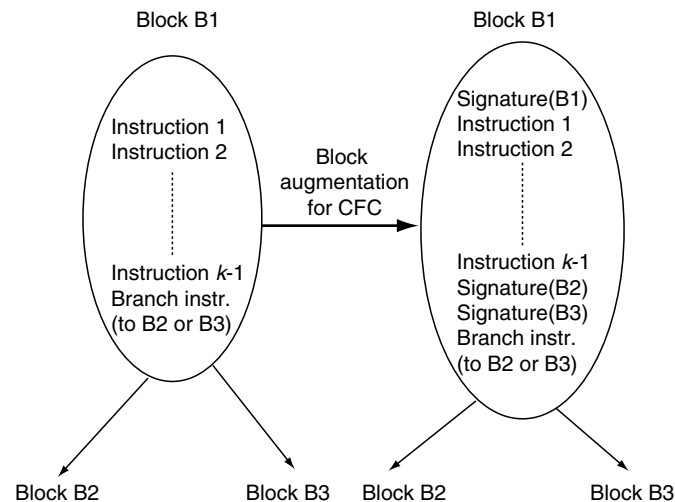 Block B1
Instruction 1
Instruction 2
Instruction k-1
Branch instr.
(to B2 or B3)
Block B2
Block B3
Block
augmentation
for CFC
Block B1
Signature(B1)
Instruction 1
Instruction 2
Instruction k-1
Signature(B2)
Signature(B3)
Branch instr.
(to B2 or B3)
Block B2
Block B3